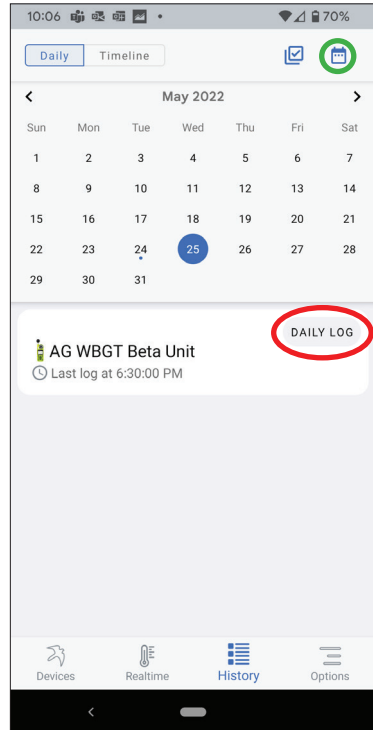 10:06 70%
Daily Timeline
May 2022
Sun Mon Tue Wed Thu Fri Sat
1 2 3 4 5 6 7
8 9 10 11 12 13 14
15 16 17 18 19 20 21
22 23 24 25 26 27 28
29 30 31
DAILY LOG
AG WBGT Beta Unit
Last log at 6:30:00 PM
Devices Realtime History Options